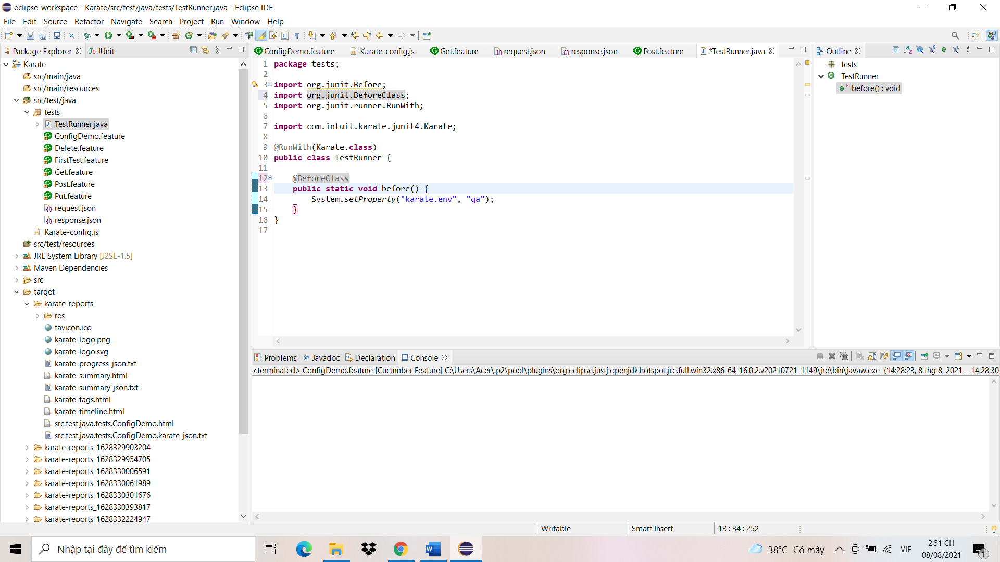 eclipse-workspace - Karate/src/test/java/tests/TestRunner.java - Eclipse IDE
File Edit Source Refactor Navigate Search Project Run Window Help
Package Explorer
JUnit
Karate
src/main/java
src/main/resources
src/test/java
tests
TestRunner.java
ConfigDemo.feature
Delete.feature
FirstTest.feature
Get.feature
Post.feature
Put.feature
request.json
response.json
Karate-config.js
src/test/resources
JRE System Library [J2SE-1.5]
Maven Dependencies
src
target
karate-reports
res
favicon.ico
karate-logo.png
karate-logo.svg
karate-progress-json.txt
karate-summary.html
karate-summary-json.txt
karate-tags.html
karate-timeline.html
src.test.java.tests.ConfigDemo.html
src.test.java.tests.ConfigDemo.karate-json.txt
karate-reports_1628329903204
karate-reports_1628329954705
karate-reports_1628330006591
karate-reports_1628330061989
karate-reports_1628330301676
karate-reports_1628330393817
karate-reports_1628332224947
ConfigDemo.feature Karate-config.js Get.feature request.json response.json Post.feature *TestRunner.java
1 package tests;
2
3 import org.junit.Before;
4 import org.junit.BeforeClass;
5 import org.junit.runner.RunWith;
6
7 import com.intuit.karate.junit4.Karate;
8
9 @RunWith(Karate.class)
10 public class TestRunner {
11
12 @BeforeClass
13 public static void before() {
14 System.setProperty("karate.env", "qa");
15 }
16 }
17
Outline
tests
TestRunner
S before() : void
Problems @ Javadoc Declaration Console
<terminated> ConfigDemo.feature [Cucumber Feature] C:\Users\Acer\.p2\pool\plugins\org.eclipse.justj.openjdk.hotspot.jre.full.win32.x86_64_16.0.2.v20210721-1149\jre\bin\javaw.exe (14:28:23, 8 thg 8, 2021 – 14:28:30
Writable Smart Insert 13 : 34 : 252
Nhập tại đây để tìm kiếm
38°C Có mây
VIE
2:51 CH
08/08/2021
1